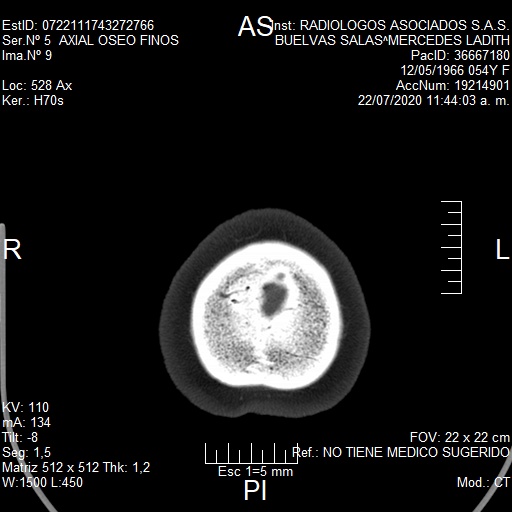 EstID: 0722111743272766
Ser.Nº 5 AXIAL OSEO FINOS
Ima.Nº 9
Loc: 528 Ax
Ker.: H70s
AS
Inst: RADIOLOGOS ASOCIADOS S.A.S.
BUELVAS SALAS^MERCEDES LADITH
PacID: 36667180
12/05/1966 054Y F
AccNum: 19214901
22/07/2020 11:44:03 a. m.
R
L
KV: 110
mA: 134
Tilt: -8
Seg: 1,5
Matriz 512 x 512 Thk: 1,2
W:1500 L:450
Esc 1=5 mm
PI
FOV: 22 x 22 cm
Ref.: NO TIENE MEDICO SUGERIDO
Mod.: CT